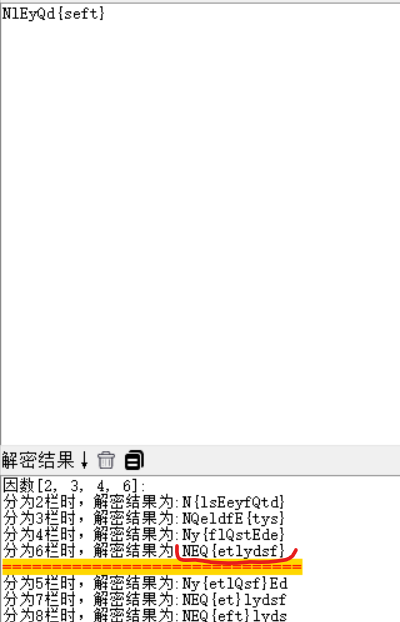 NlEyQd{seft}
解密结果↓
因数[2, 3, 4, 6]:
分为2栏时，解密结果为:N{lsEeyfQtd}
分为3栏时，解密结果为:NQeldfE{tys}
分为4栏时，解密结果为:Ny{flQstEde}
分为6栏时，解密结果为:NEQ{etlydsf}
==============================
分为5栏时，解密结果为:Ny{etlQsf}Ed
分为7栏时，解密结果为:NEQ{et}lydsf
分为8栏时，解密结果为:NEQ{eft}lyds